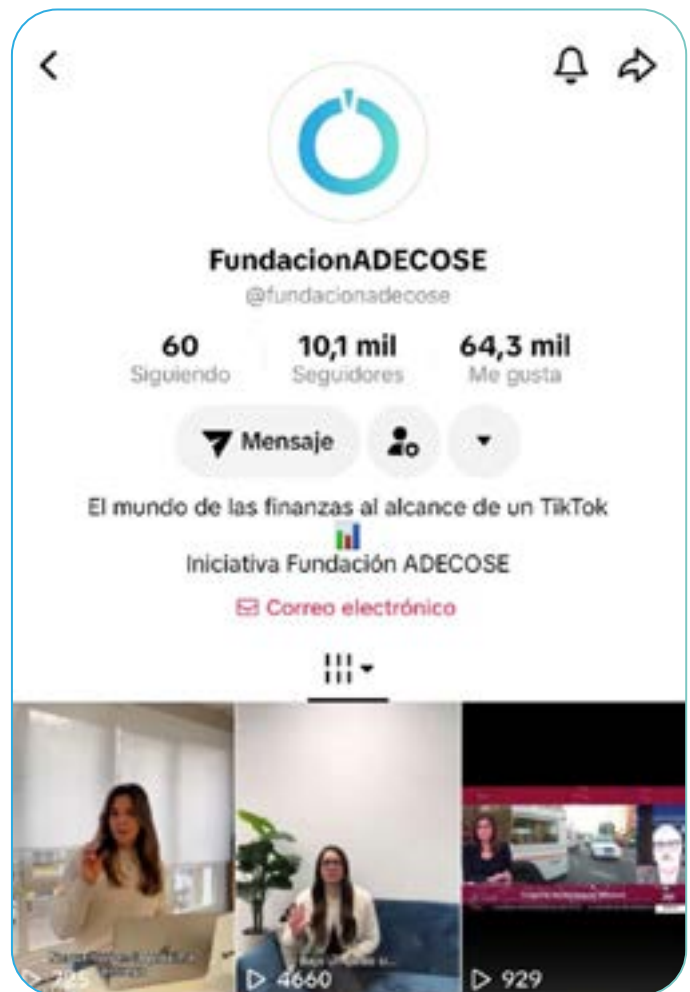 FundacionADECOSE
@fundacionadecose
60 10,1 mil 64,3 mil
Siguiendo Seguidores Me gusta
Mensaje
El mundo de las finanzas al alcance de un TikTok
Iniciativa Fundación ADECOSE
Correo electrónico
4660
929